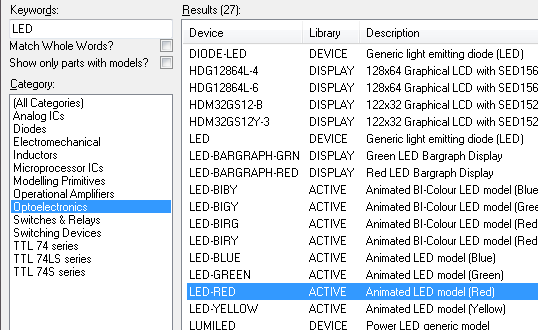 Keywords:
LED
Match Whole Words?
Show only parts with models?
Category:
(All Categories)
Analog ICs
Diodes
Electromechanical
Inductors
Microprocessor ICs
Modelling Primitives
Operational Amplifiers
Optoelectronics
Switches & Relays
Switching Devices
TTL 74 series
TTL 74LS series
TTL 74S series
Results (27):
Device Library Description
DIODE-LED DEVICE Generic light emitting diode (LED)
HDG12864L-4 DISPLAY 128x64 Graphical LCD with SED156
HDG12864L-6 DISPLAY 128x64 Graphical LCD with SED156
HDM32GS12-B DISPLAY 122x32 Graphical LCD with SED152
HDM32GS12Y-3 DISPLAY 122x32 Graphical LCD with SED152
LED DEVICE Generic light emitting diode (LED)
LED-BARGRAPH-GRN DISPLAY Green LED Bargraph Display
LED-BARGRAPH-RED DISPLAY Red LED Bargraph Display
LED-BIBY ACTIVE Animated BI-Colour LED model (Blue
LED-BIGY ACTIVE Animated BI-Colour LED model (Gree
LED-BIRG ACTIVE Animated BI-Colour LED model (Red
LED-BIRY ACTIVE Animated BI-Colour LED model (Red
LED-BLUE ACTIVE Animated LED model (Blue)
LED-GREEN ACTIVE Animated LED model (Green)
LED-RED ACTIVE Animated LED model (Red)
LED-YELLOW ACTIVE Animated LED model (Yellow)
LUMILED DEVICE Power LED generic model